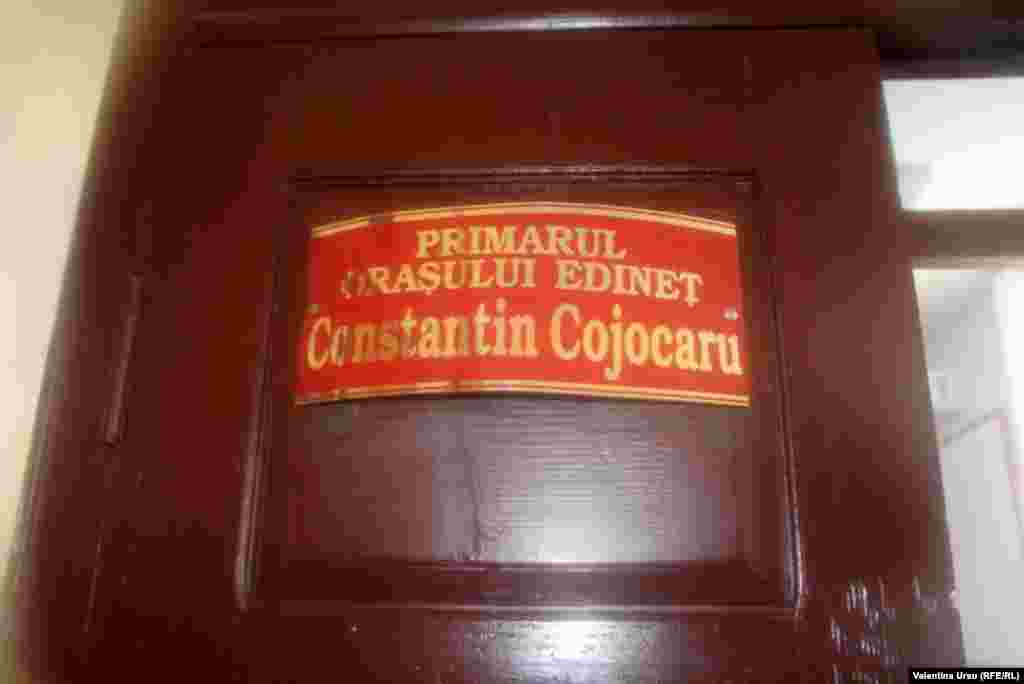 PRIMARUL
ORAȘULUI EDINEȚ
Constantin Cojocaru
Valentina Ursu (RFE/RL)